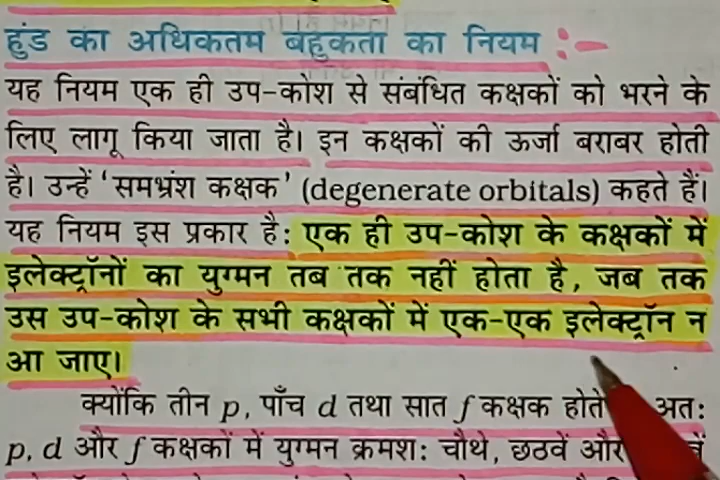 हुंड का अधिकतम बहुकता का नियम :-
यह नियम एक ही उप-कोश से संबंधित कक्षकों को भरने के
लिए लागू किया जाता है। इन कक्षकों की ऊर्जा बराबर होती
है। उन्हें 'समभ्रंश कक्षक' (degenerate orbitals) कहते हैं।
यह नियम इस प्रकार है: एक ही उप-कोश के कक्षकों में
इलेक्ट्रॉनों का युग्मन तब तक नहीं होता है, जब तक
उस उप-कोश के सभी कक्षकों में एक-एक इलेक्ट्रॉन न
आ जाए।
क्योंकि तीन p, पाँच d तथा सात f कक्षक होते अतः
p, d और f कक्षकों में युग्मन क्रमशः चौथे, छठवें और